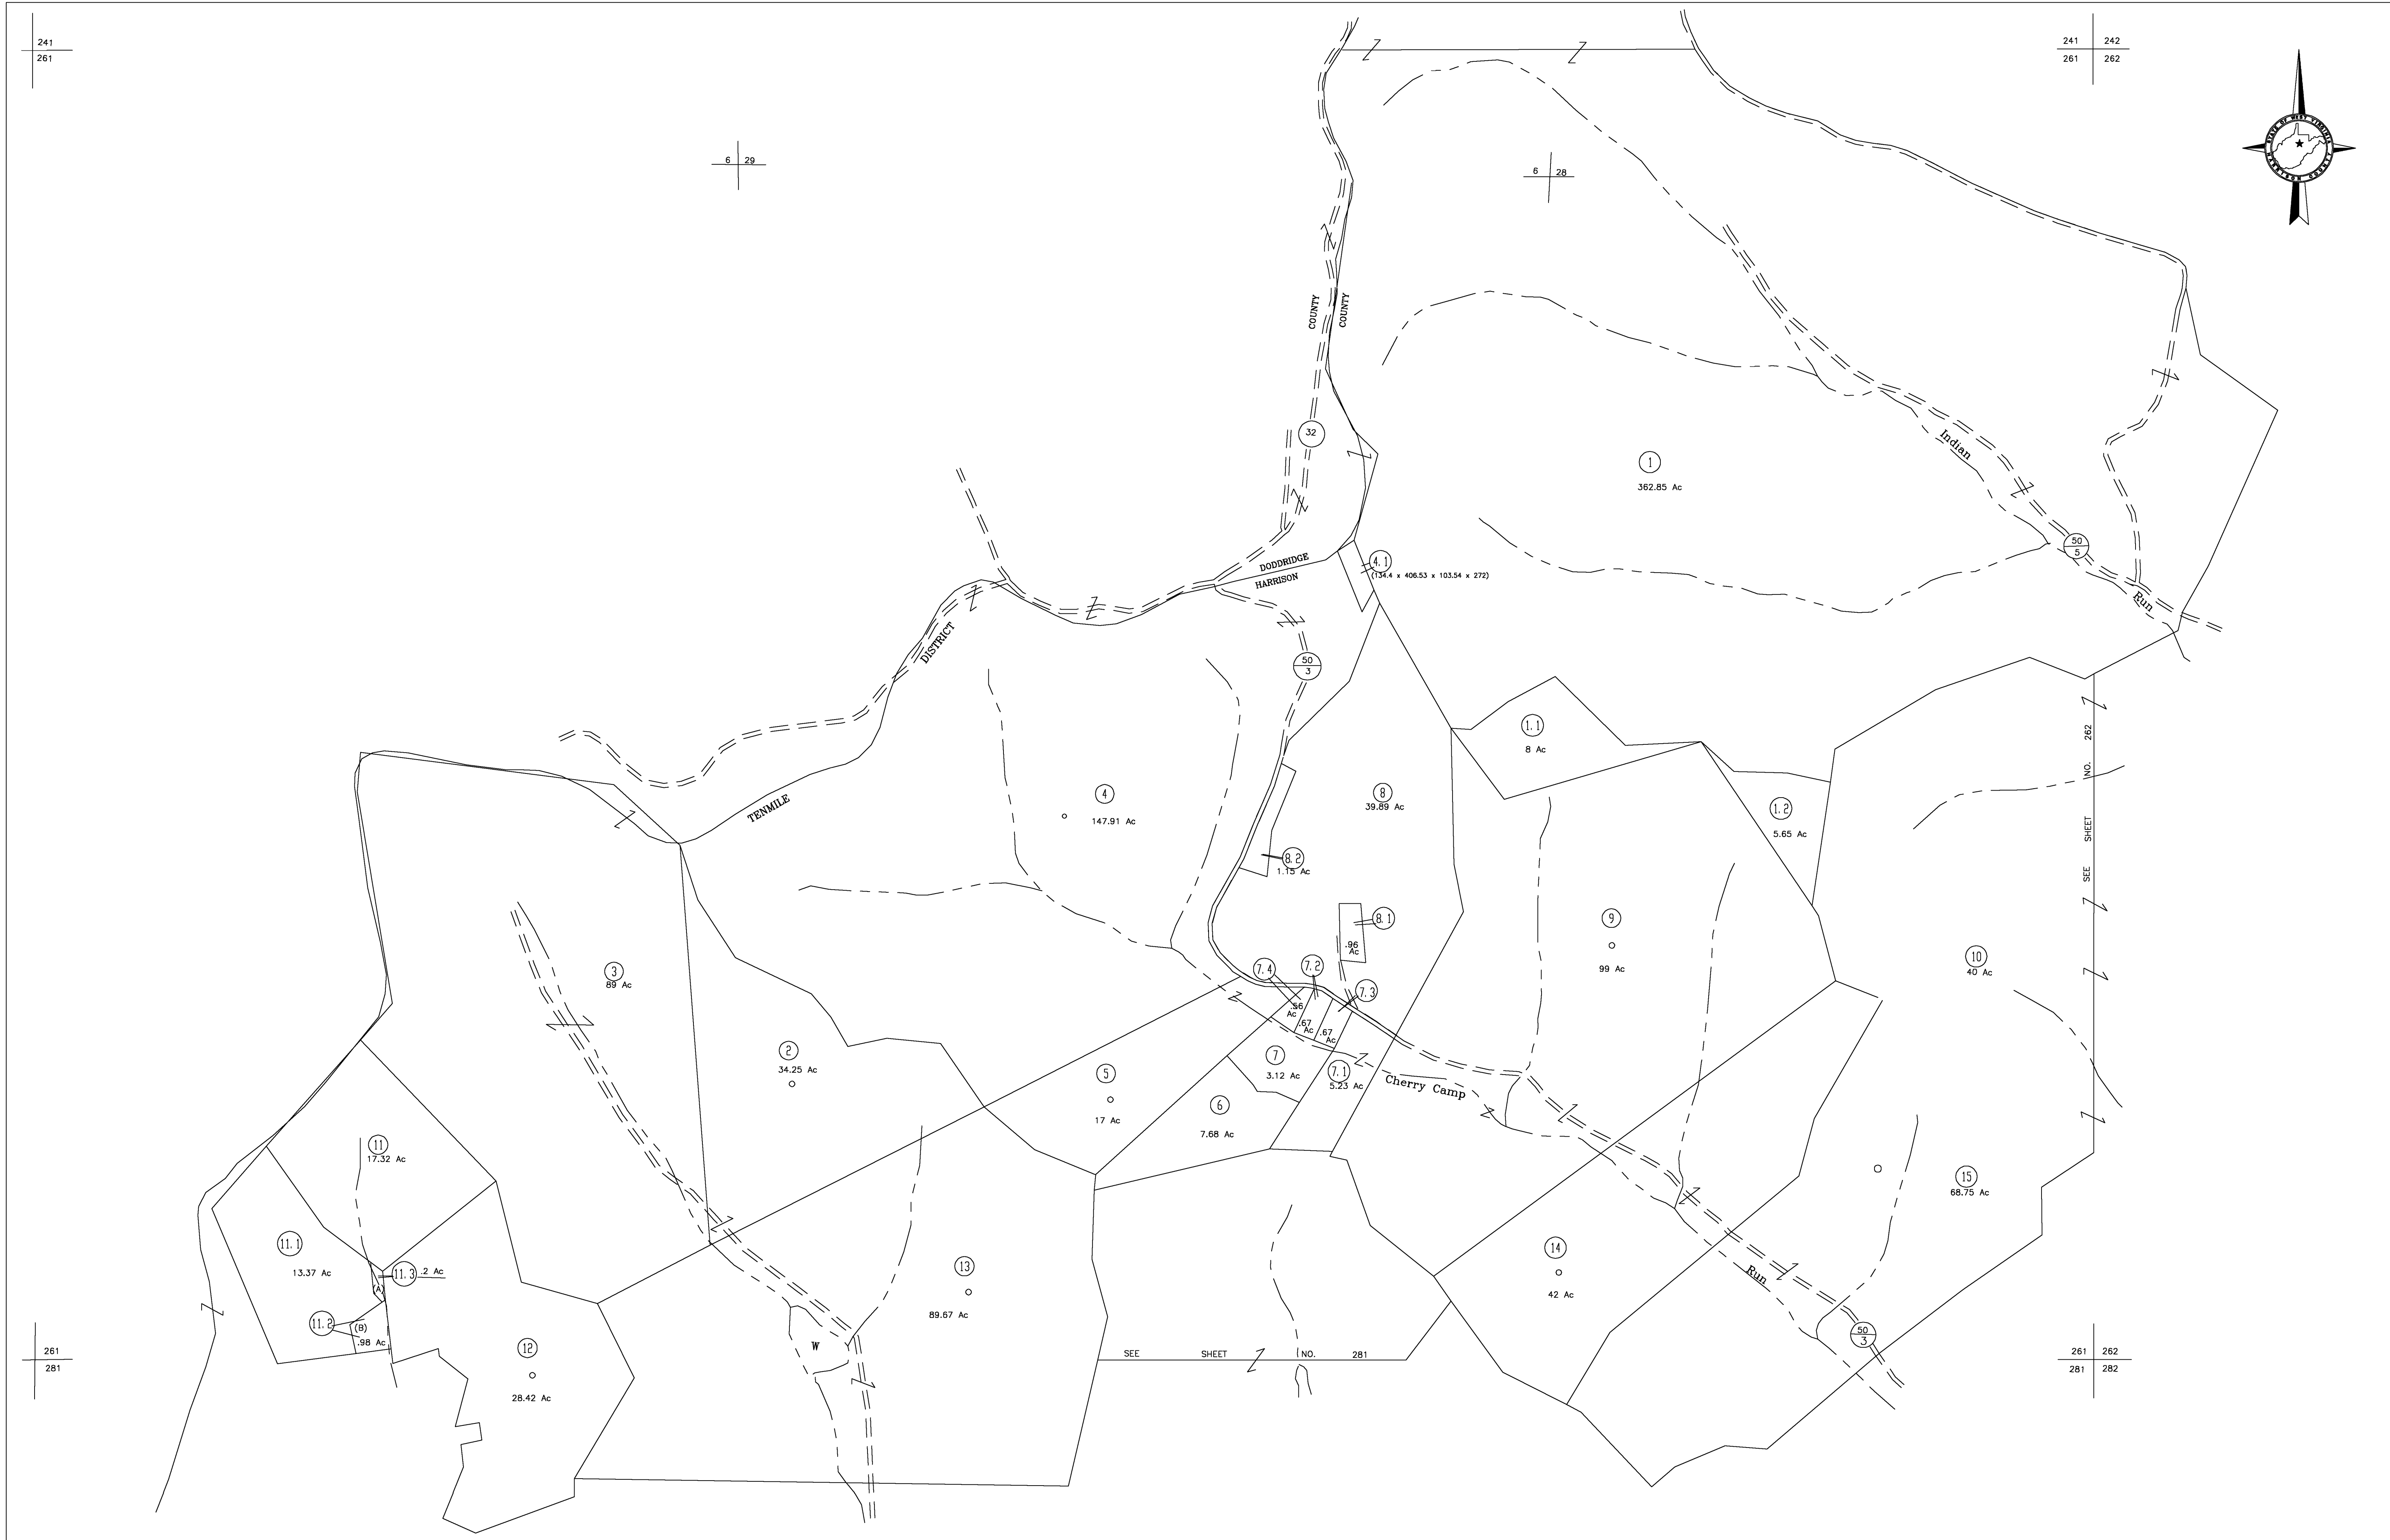 241
261
241 242
261 262
STATE OF WEST VIRGINIA
HARRISON COUNTY
6 29
6 28
COUNTY
COUNTY
32
Indian
1
362.85 Ac
50
5
DODDRIDGE
HARRISON
4.1
(134.4 x 406.53 x 103.54 x 272)
Run
DISTRICT
50
3
1.1
8 Ac
SEE SHEET NO. 262
TENMILE
4
147.91 Ac
8
39.89 Ac
1.2
5.65 Ac
8.2
1.15 Ac
8.1
.96
Ac
9
99 Ac
10
40 Ac
3
89 Ac
7.4
7.2
7.3
.56
Ac
.67
Ac
.67
Ac
2
34.25 Ac
5
17 Ac
7
3.12 Ac
7.1
5.23 Ac
Cherry Camp
6
7.68 Ac
11
17.32 Ac
15
68.75 Ac
11.1
13.37 Ac
11.3 .2 Ac
(A)
13
89.67 Ac
14
42 Ac
Run
11.2
(B)
.98 Ac
50
3
W
12
28.42 Ac
SEE SHEET NO. 281
261
281
261 262
281 282